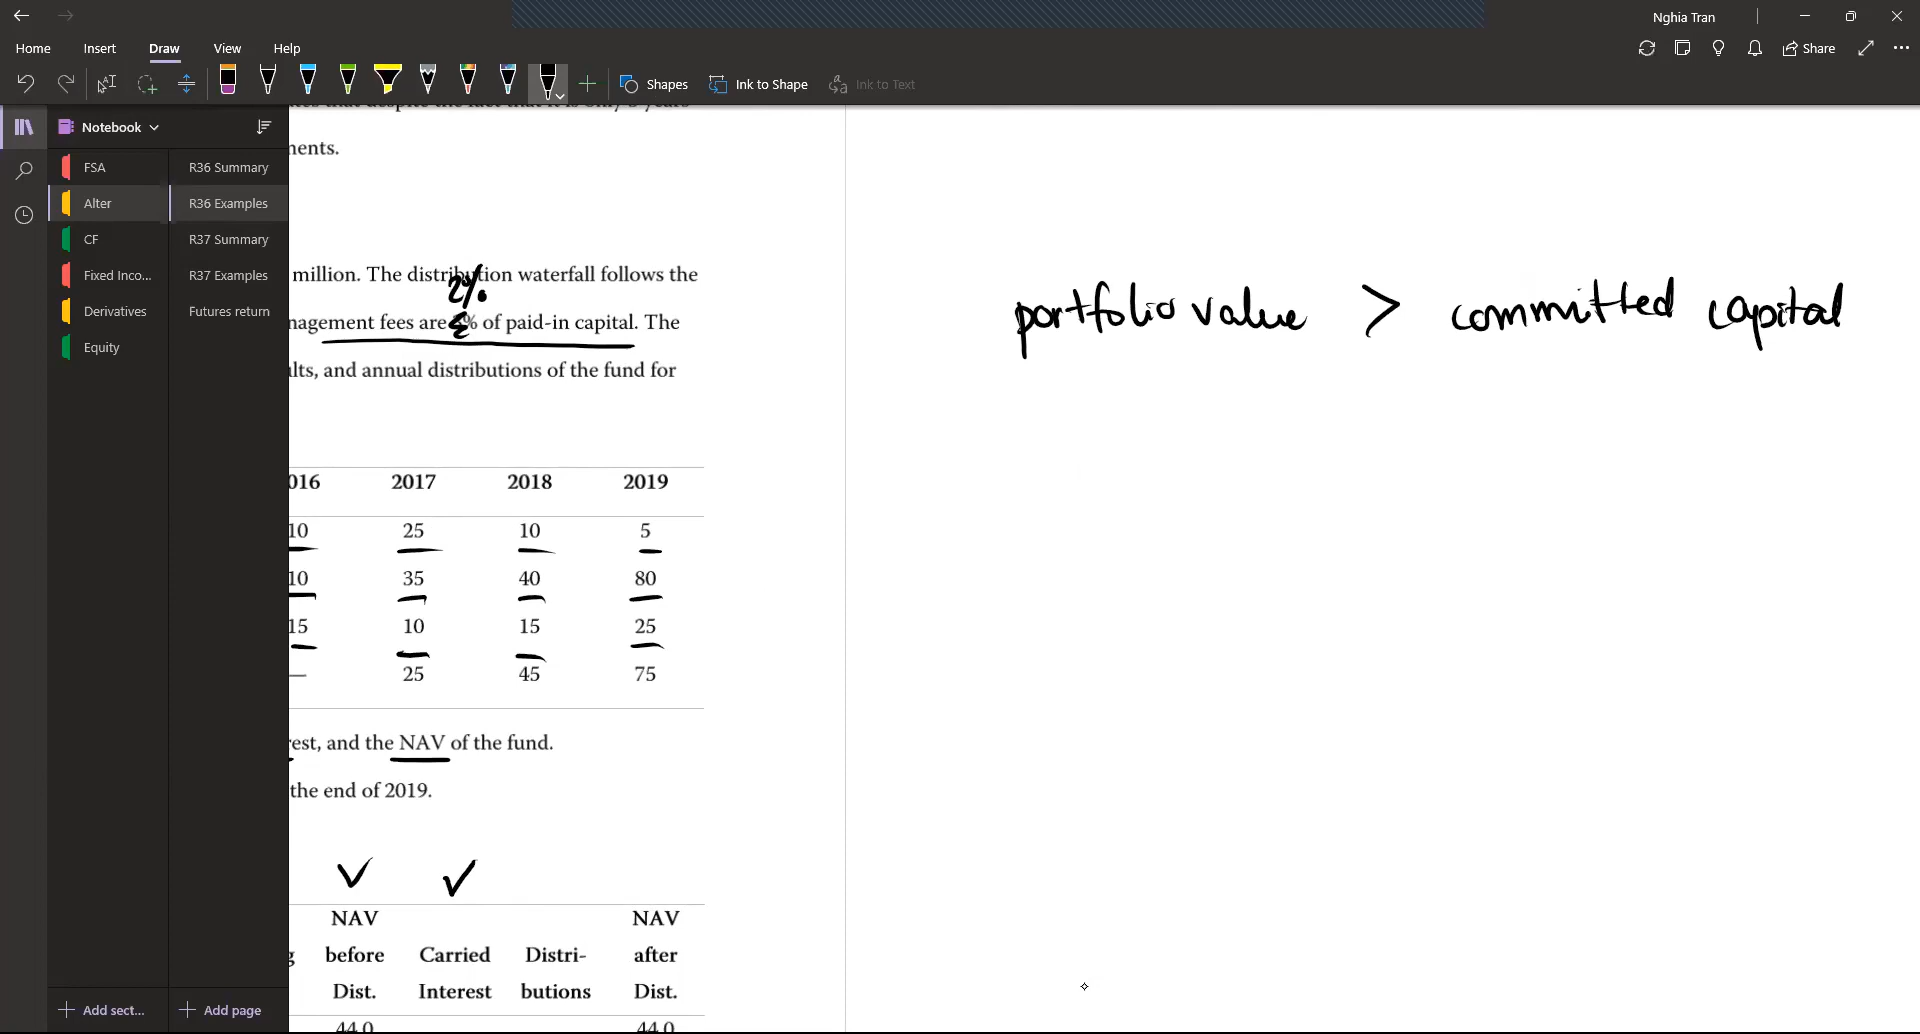 Nghia Tran
Home Insert Draw View Help
Share
Shapes Ink to Shape Ink to Text
Notebook
FSA
Alter
CF
Fixed Inco...
Derivatives
Equity
R36 Summary
R36 Examples
R37 Summary
R37 Examples
Futures return
Add sect...
Add page
ments.
million. The distribution waterfall follows the
2%
nagement fees are % of paid-in capital. The
ults, and annual distributions of the fund for
016 2017 2018 2019
10 25 10 5
10 35 40 80
15 10 15 25
— 25 45 75
rest, and the NAV of the fund.
the end of 2019.
NAV NAV
g before Carried Distri- after
Dist. Interest butions Dist.
44.0 44.0
portfolio value > committed capital